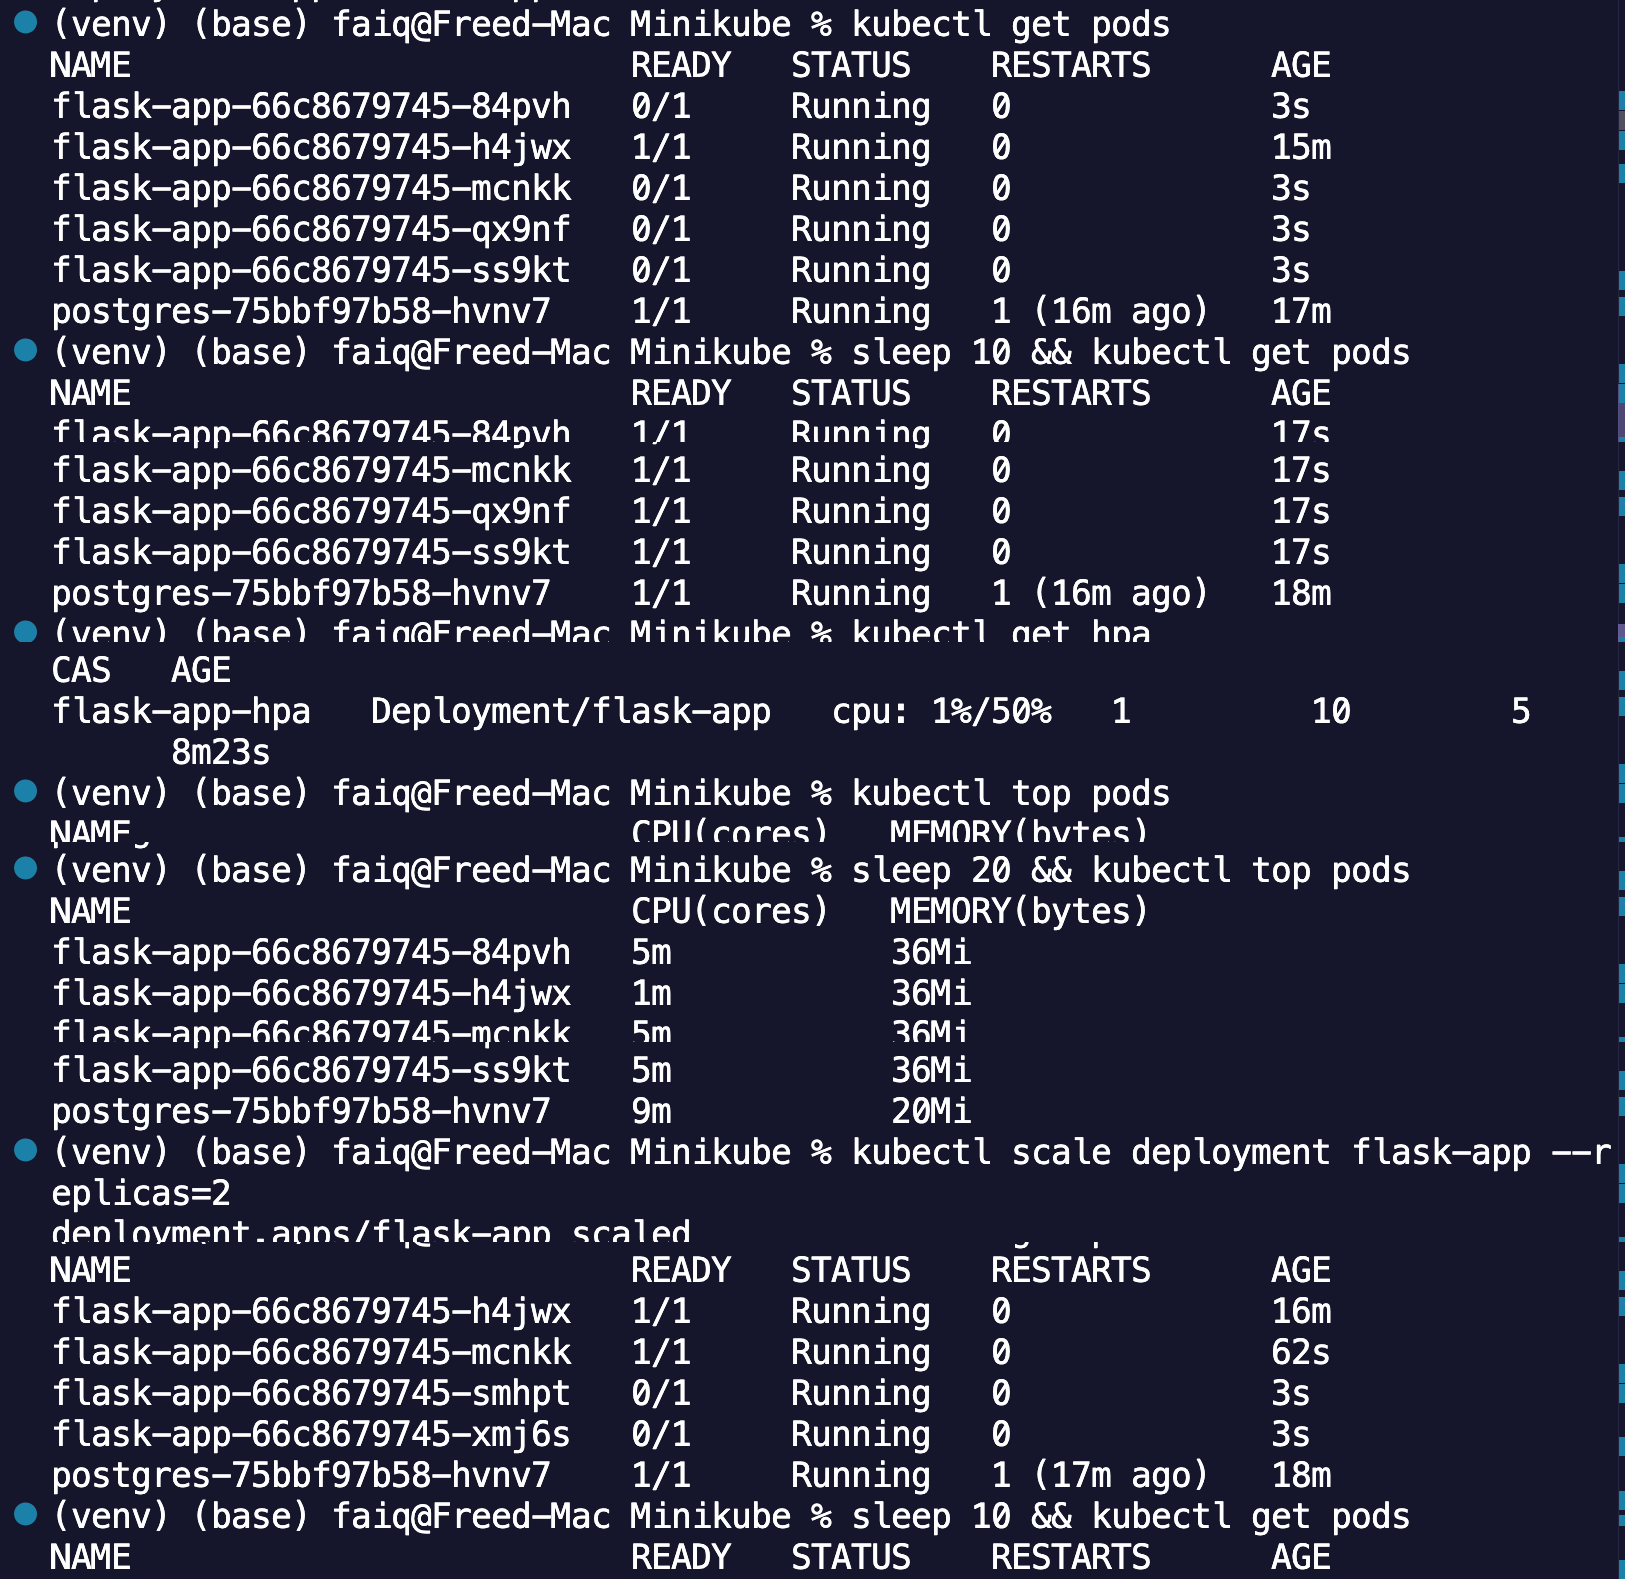 (venv) (base) faiq@Freed-Mac Minikube % kubectl get pods
NAME READY STATUS RESTARTS AGE
flask-app-66c8679745-84pvh 0/1 Running 0 3s
flask-app-66c8679745-h4jwx 1/1 Running 0 15m
flask-app-66c8679745-mcnkk 0/1 Running 0 3s
flask-app-66c8679745-qx9nf 0/1 Running 0 3s
flask-app-66c8679745-ss9kt 0/1 Running 0 3s
postgres-75bbf97b58-hvnv7 1/1 Running 1 (16m ago) 17m
(venv) (base) faiq@Freed-Mac Minikube % sleep 10 && kubectl get pods
NAME READY STATUS RESTARTS AGE
flask-app-66c8679745-84pvh 1/1 Running 0 17s
flask-app-66c8679745-mcnkk 1/1 Running 0 17s
flask-app-66c8679745-qx9nf 1/1 Running 0 17s
flask-app-66c8679745-ss9kt 1/1 Running 0 17s
postgres-75bbf97b58-hvnv7 1/1 Running 1 (16m ago) 18m
(venv) (base) faiq@Freed-Mac Minikube % kubectl get hpa
CAS AGE
flask-app-hpa Deployment/flask-app cpu: 1%/50% 1 10 5
8m23s
(venv) (base) faiq@Freed-Mac Minikube % kubectl top pods
NAME CPU(cores) MEMORY(bytes)
(venv) (base) faiq@Freed-Mac Minikube % sleep 20 && kubectl top pods
NAME CPU(cores) MEMORY(bytes)
flask-app-66c8679745-84pvh 5m 36Mi
flask-app-66c8679745-h4jwx 1m 36Mi
flask-app-66c8679745-mcnkk 5m 36Mi
flask-app-66c8679745-ss9kt 5m 36Mi
postgres-75bbf97b58-hvnv7 9m 20Mi
(venv) (base) faiq@Freed-Mac Minikube % kubectl scale deployment flask-app --r
eplicas=2
deployment.apps/flask-app scaled
NAME READY STATUS RESTARTS AGE
flask-app-66c8679745-h4jwx 1/1 Running 0 16m
flask-app-66c8679745-mcnkk 1/1 Running 0 62s
flask-app-66c8679745-smhpt 0/1 Running 0 3s
flask-app-66c8679745-xmj6s 0/1 Running 0 3s
postgres-75bbf97b58-hvnv7 1/1 Running 1 (17m ago) 18m
(venv) (base) faiq@Freed-Mac Minikube % sleep 10 && kubectl get pods
NAME READY STATUS RESTARTS AGE